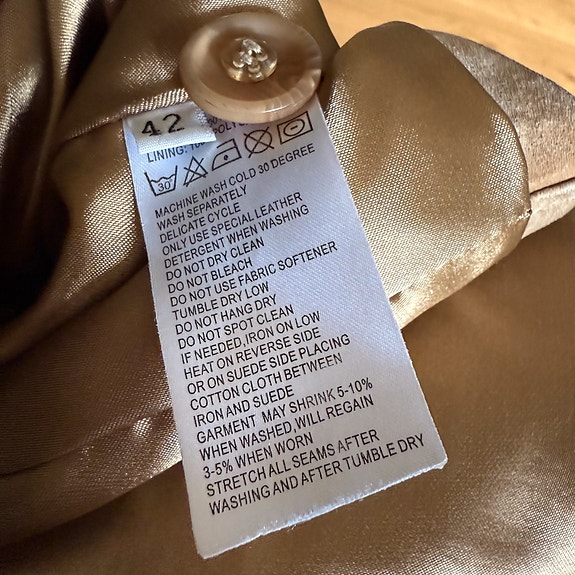 42
LINING: 10
30
MACHINE WASH COLD 30 DEGREE
WASH SEPARATELY
DELICATE CYCLE
ONLY USE SPECIAL LEATHER
DETERGENT WHEN WASHING
DO NOT DRY CLEAN
DO NOT BLEACH
DO NOT USE FABRIC SOFTENER
TUMBLE DRY LOW
DO NOT HANG DRY
DO NOT SPOT CLEAN
IF NEEDED, IRON ON LOW
HEAT ON REVERSE SIDE
OR ON SUEDE SIDE PLACING
COTTON CLOTH BETWEEN
IRON AND SUEDE
GARMENT MAY SHRINK 5-10%
WHEN WASHED, WILL REGAIN
3-5% WHEN WORN
STRETCH ALL SEAMS AFTER
WASHING AND AFTER TUMBLE DRY